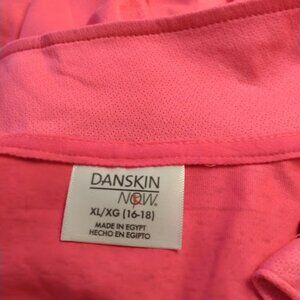 DANSKIN
NOW.
XL/XG (16-18)
MADE IN EGYPT
HECHO EN EGIPTO